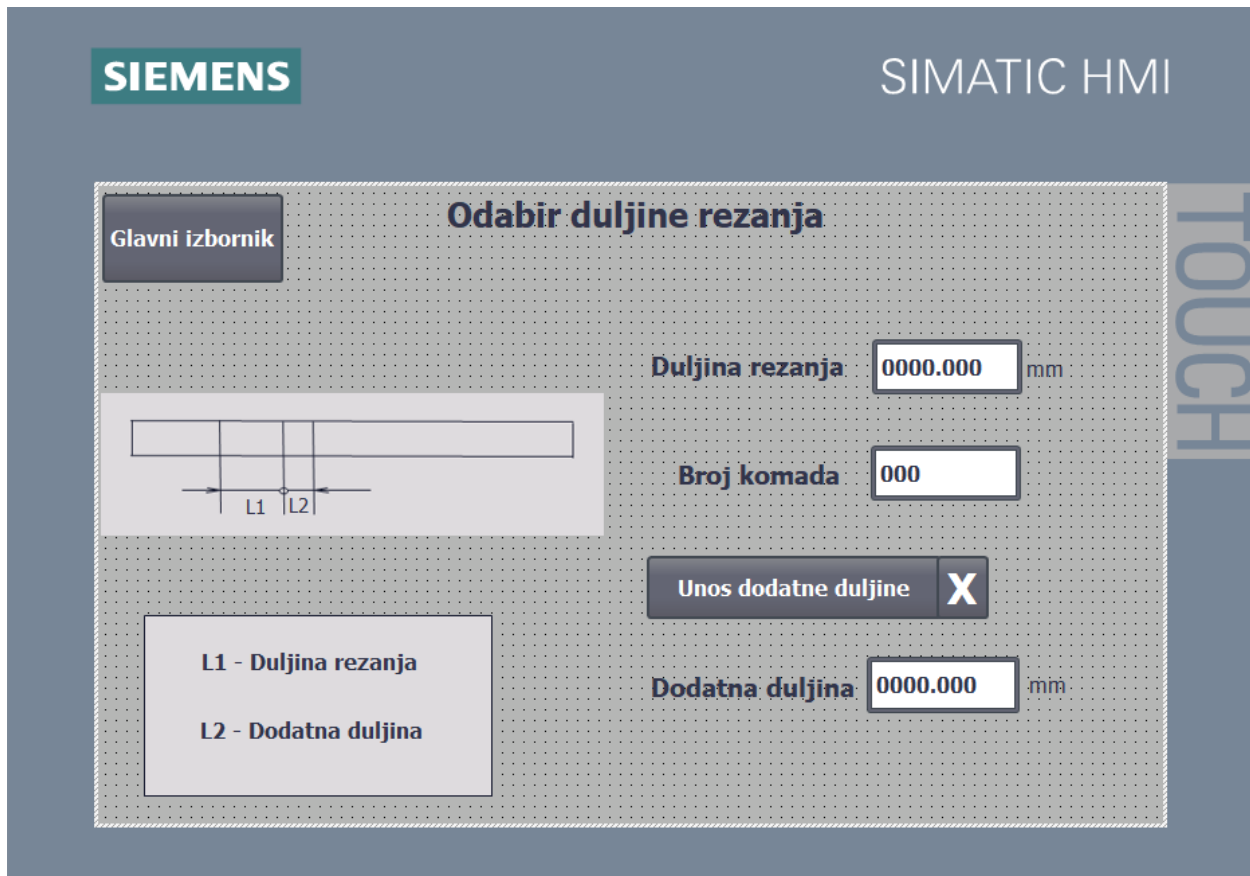 SIEMENS
SIMATIC HMI
TOUCH
Glavni izbornik
Odabir duljine rezanja
Duljina rezanja 0000.000 mm
L1 L2
Broj komada 000
Unos dodatne duljine X
L1 - Duljina rezanja
L2 - Dodatna duljina
Dodatna duljina 0000.000 mm